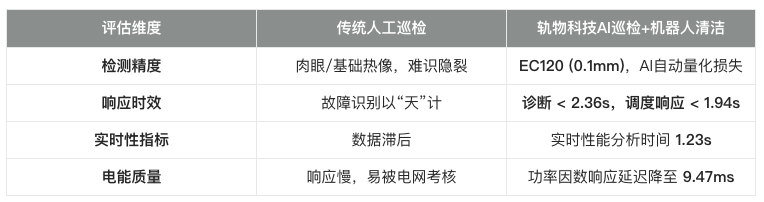 评估维度 传统人工巡检 轨物科技AI巡检+机器人清洁
检测精度 肉眼/基础热像，难识隐裂 EC120 (0.1mm)，AI自动量化损失
响应时效 故障识别以“天”计 诊断 < 2.36s，调度响应 < 1.94s
实时性指标 数据滞后 实时性能分析时间 1.23s
电能质量 响应慢，易被电网考核 功率因数响应延迟降至 9.47ms